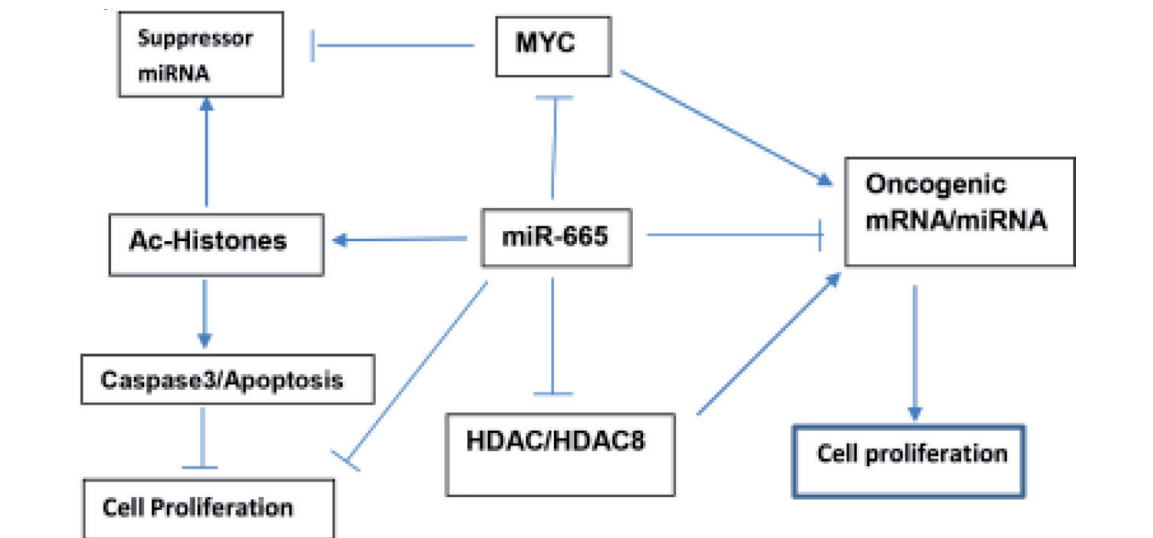 Suppressor
miRNA
MYC
Oncogenic
mRNA/miRNA
Ac-Histones
miR-665
Caspase3/Apoptosis
HDAC/HDAC8
Cell proliferation
Cell Proliferation